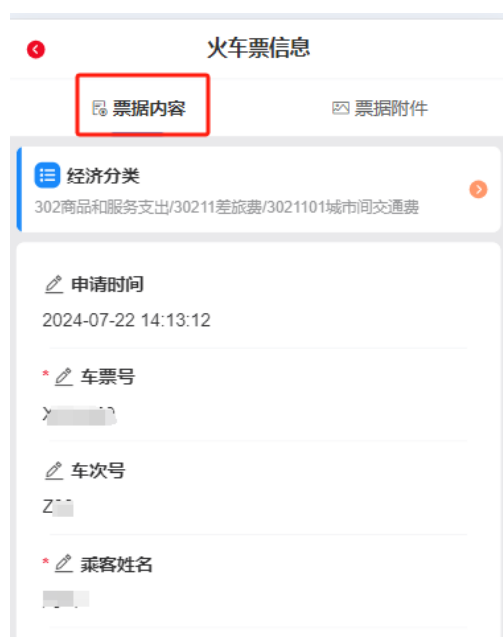 火车票信息
票据内容 票据附件
经济分类
302商品和服务支出/30211差旅费/3021101城市间交通费
申请时间
2024-07-22 14:13:12
* 车票号
* 车次号
* 乘客姓名